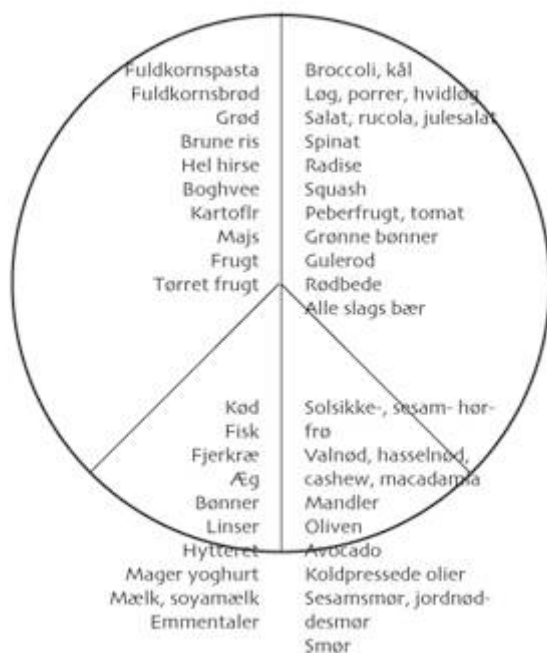 Fuldkornspasta
Fuldkornsbrød
Grød
Brune ris
Hel hirse
Boghvee
Kartoflr
Majs
Frugt
Tørret frugt
Broccoli, kål
Løg, porrer, hvidløg
Salat, rucola, julesalat
Spinat
Radise
Squash
Peberfrugt, tomat
Grønne bønner
Gulerod
Rødbede
Alle slags bær
Kød
Fisk
Fjerkræ
Æg
Bønner
Linser
Hytteret
Mager yoghurt
Mælk, soyamælk
Emmentaler
Solsikke-, sesam- hør-
frø
Valnød, hasselnød,
cashew, macadamia
Mandler
Oliven
Avocado
Koldpressede olier
Sesamsmør, jordnød-
desmør
Smør